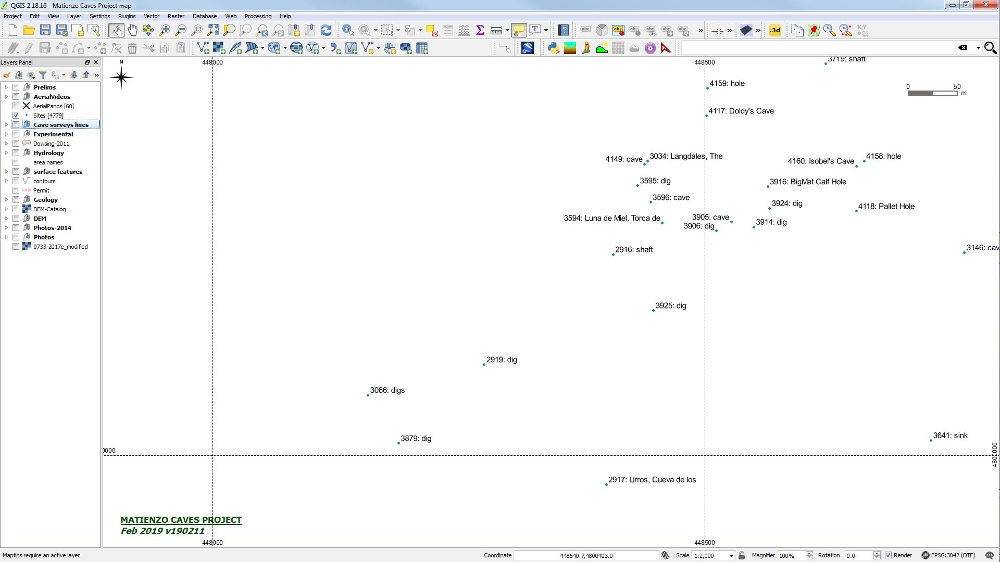 QGIS 2.18.16 - Matienzo Caves Project map
Project Edit View Layer Settings Plugins Vector Raster Database Web Processing Help
Layers Panel
Prelims
AerialVideos
AerialPanos [60]
Sites [4779]
Cave surveys lines
Experimental
Dowsing-2011
Hydrology
area names
surface features
contours
Permit
Geology
DEM-Catalog
DEM
Photos-2014
Photos
0733-2017e_modified
N
448000
448500
3719: shaft
4159: hole
0 50
m
4117: Doldy's Cave
4149: cave
3034: Langdales, The
4160: Isobel's Cave
4158: hole
3595: dig
3916: BigMat Calf Hole
3596: cave
3924: dig
4118: Pallet Hole
3594: Luna de Miel, Torca de
3905: cave
3906: dig
3914: dig
2916: shaft
3146: cav
3925: dig
2919: dig
3066: digs
3879: dig
3641: sink
0000
4800000
2917: Urros, Cueva de los
MATIENZO CAVES PROJECT
Feb 2019 v190211
448000
448500
Maptips require an active layer
Coordinate 448540.7,4800403.0 Scale 1:2,000 Magnifier 100% Rotation 0.0 Render EPSG:3042 (OTF)